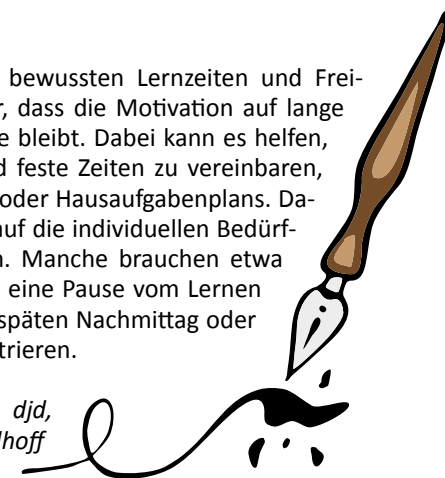 bewussten Lernzeiten und Frei-
r, dass die Motivation auf lange
e bleibt. Dabei kann es helfen,
d feste Zeiten zu vereinbaren,
oder Hausaufgabenplans. Da-
auf die individuellen Bedürf-
n. Manche brauchen etwa
eine Pause vom Lernen
späten Nachmittag oder
trieren.
djd,
lhoff